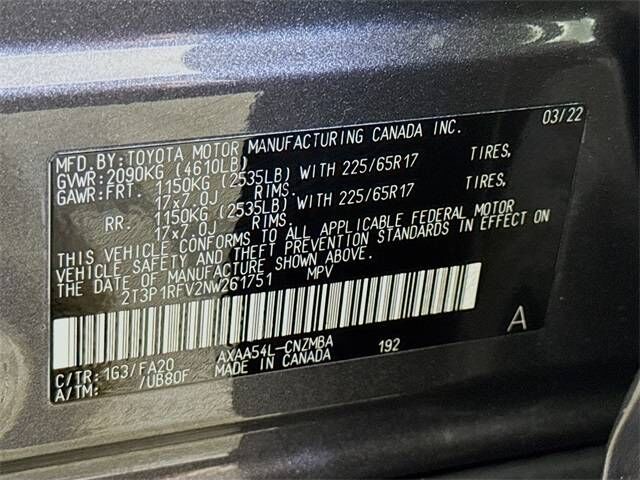 MFD.BY:TOYOTA MOTOR MANUFACTURING CANADA INC. 03/22
GVWR:2090KG (4610LB)
GAWR:FRT. 1150KG (2535LB) WITH 225/65R17 TIRES,
17x7.0J RIMS.
RR. 1150KG (2535LB) WITH 225/65R17 TIRES,
17x7.0J RIMS.
THIS VEHICLE CONFORMS TO ALL APPLICABLE FEDERAL MOTOR
VEHICLE SAFETY AND THEFT PREVENTION STANDARDS IN EFFECT ON
THE DATE OF MANUFACTURE SHOWN ABOVE.
2T3P1RFV2NW261751 MPV
A
C/TR:1G3/FA20 AXAA54L-CNZMBA 192
A/TM: /UB80F MADE IN CANADA